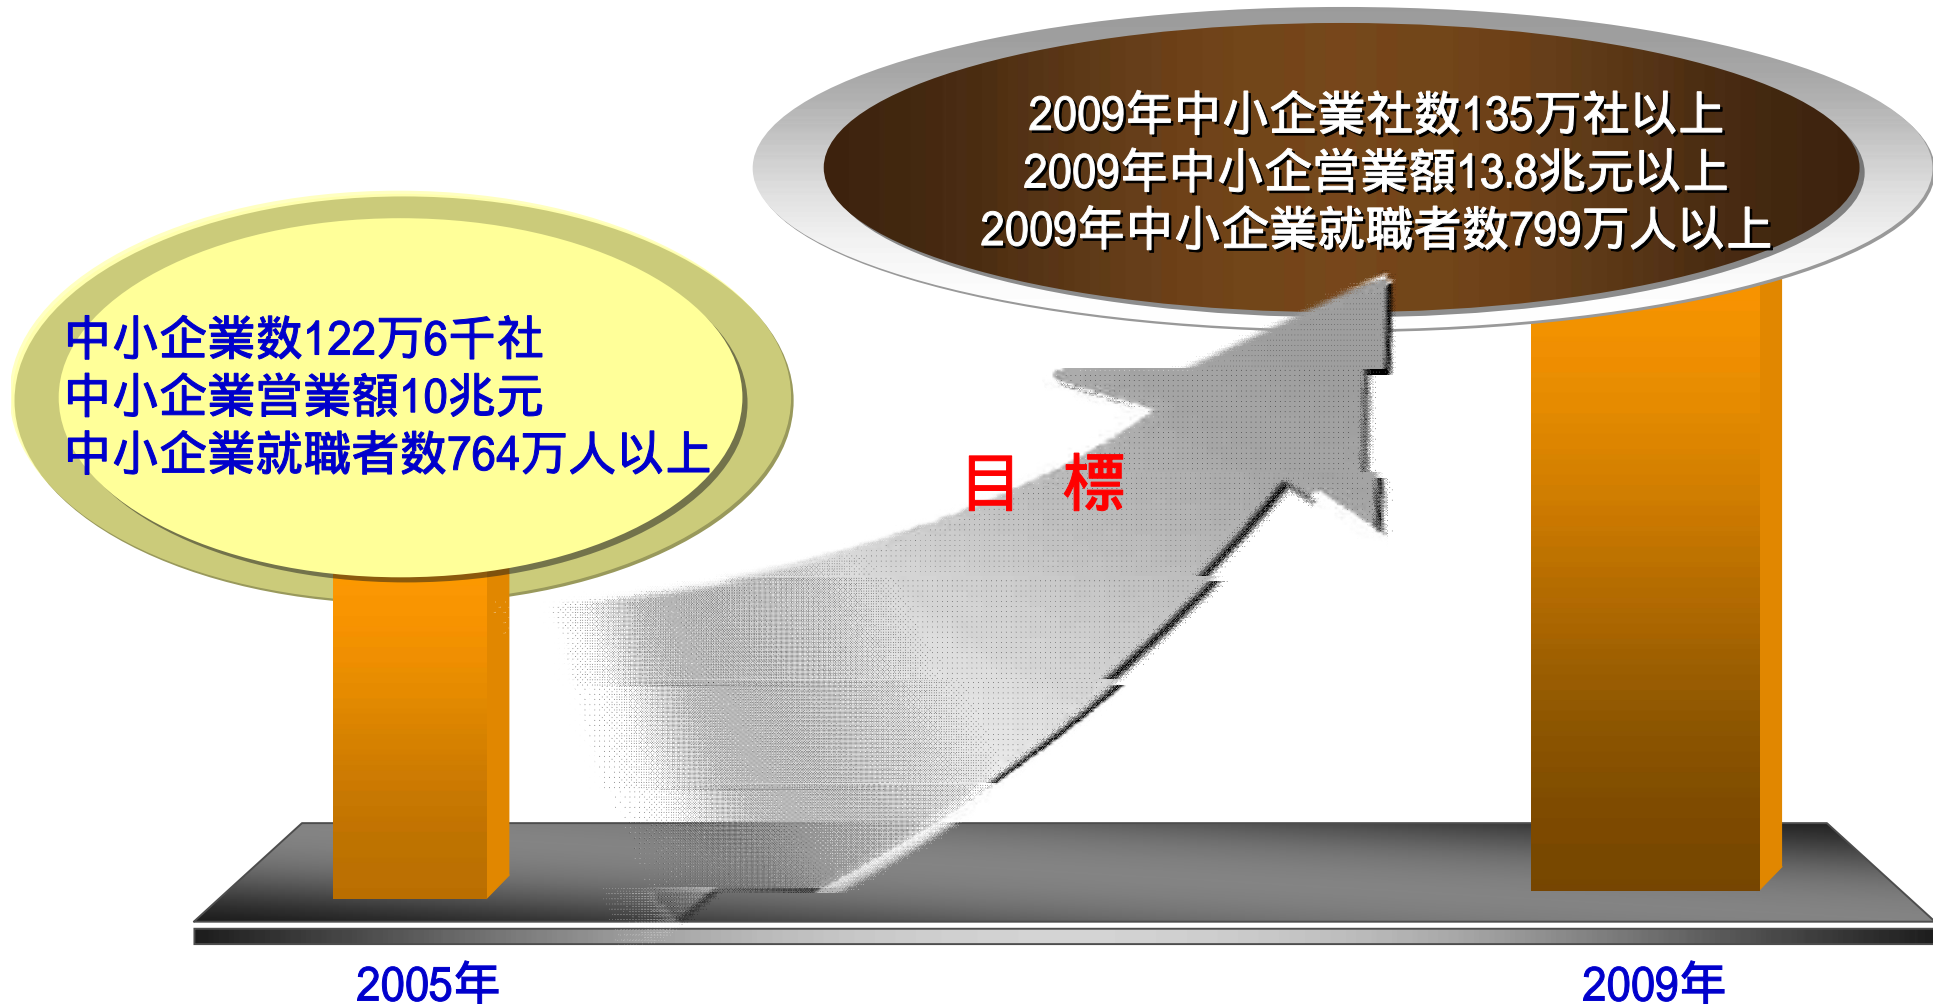 2009年中小企業社数135万社以上
2009年中小企営業額13.8兆元以上
2009年中小企業就職者数799万人以上
中小企業数122万6千社
中小企業営業額10兆元
中小企業就職者数764万人以上
目 標
2005年
2009年